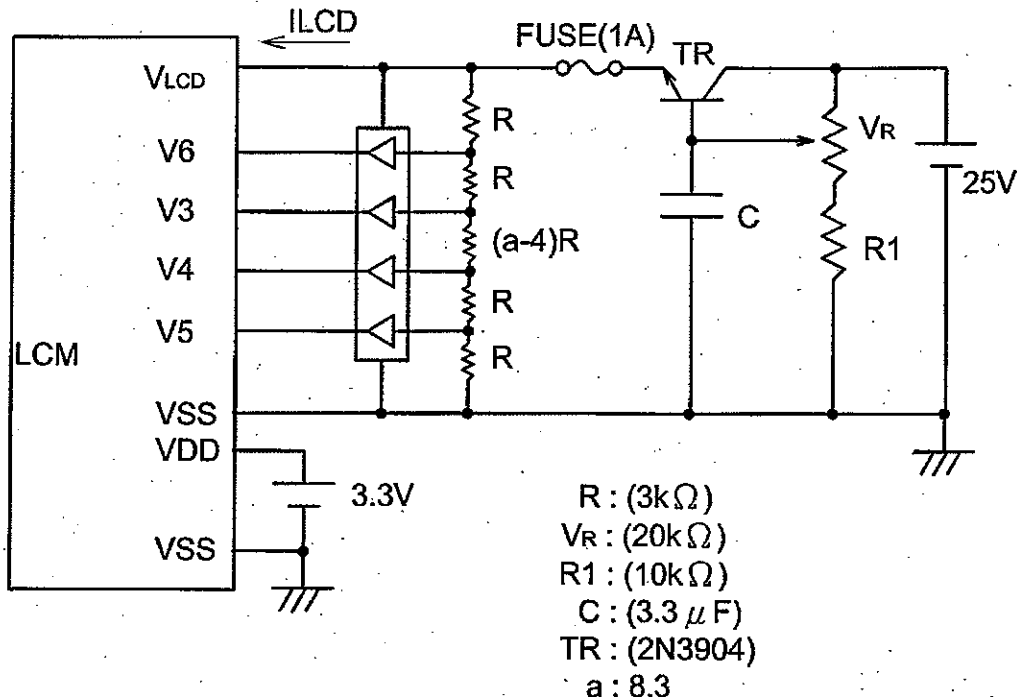 ILCD
FUSE(1A)
TR
VLCD
R
VR
V6
R
25V
V3
C
(a-4)R
R1
V4
R
V5
LCM
R
VSS
VDD
3.3V
VSS
R : (3kΩ)
VR : (20kΩ)
R1 : (10kΩ)
C : (3.3 μF)
TR : (2N3904)
a : 8.3